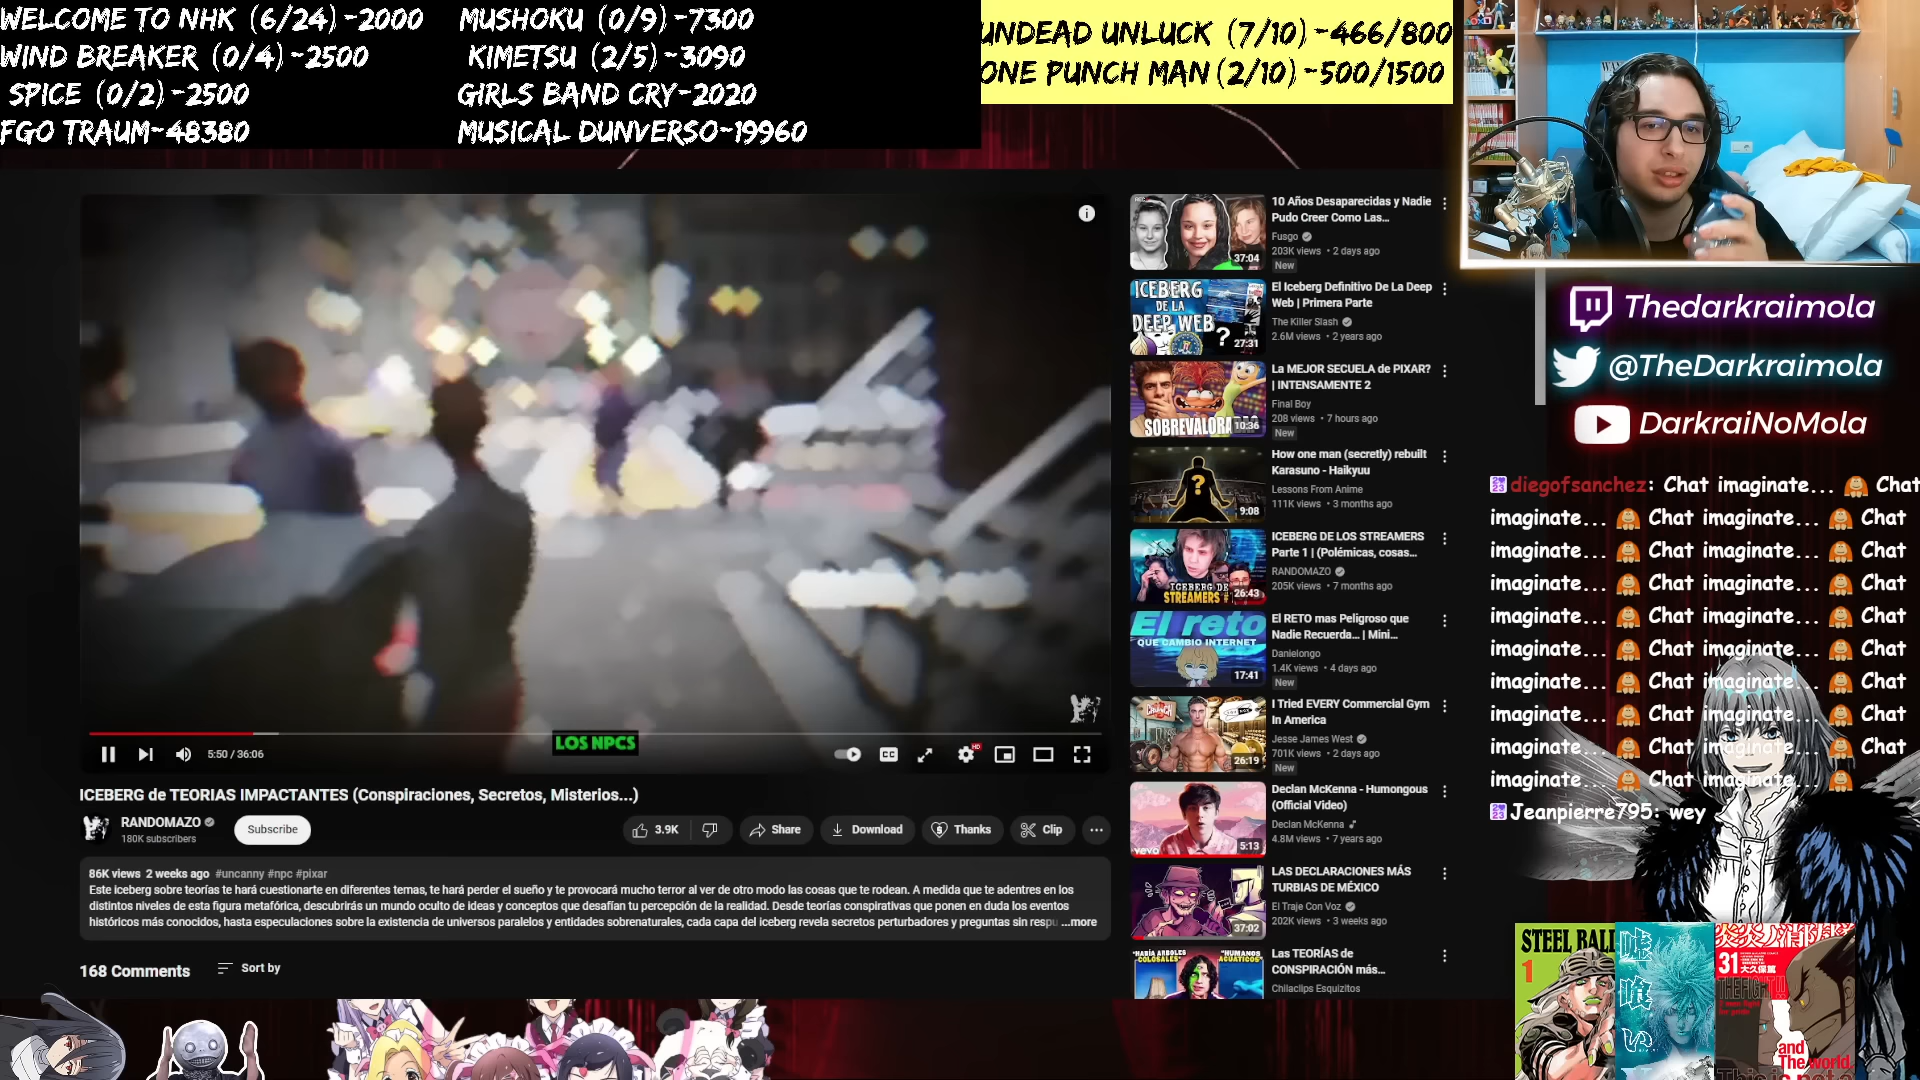 WELCOME TO NHK (6/24) -2000
WIND BREAKER (0/4) -2500
SPICE (0/2) -2500
FGO TRAUM-48380
MUSHOKU (0/9) -7300
KIMETSU (2/5) -3090
GIRLS BAND CRY-2020
MUSICAL DUNVERSO-19960
UNDEAD UNLUCK (7/10) -466/800
ONE PUNCH MAN (2/10) -500/1500
LOS NPCS
5:50 / 36:06
CC
HD
ICEBERG de TEORIAS IMPACTANTES (Conspiraciones, Secretos, Misterios...)
RANDOMAZO
180K subscribers
Subscribe
3.9K
Share
Download
Thanks
Clip
86K views 2 weeks ago #uncanny #npc #pixar
Este iceberg sobre teorías te hará cuestionarte en diferentes temas, te hará perder el sueño y te provocará mucho terror al ver de otro modo las cosas que te rodean. A medida que te adentres en los
distintos niveles de esta figura metafórica, descubrirás un mundo oculto de ideas y conceptos que desafían tu percepción de la realidad. Desde teorías conspirativas que ponen en duda los eventos
históricos más conocidos, hasta especulaciones sobre la existencia de universos paralelos y entidades sobrenaturales, cada capa del iceberg revela secretos perturbadores y preguntas sin respu ...more
168 Comments
Sort by
37:04
10 Años Desaparecidas y Nadie
Pudo Creer Como Las...
Fusgo
203K views • 2 days ago
New
ICEBERG
DE LA
DEEP WEB
?
27:31
El Iceberg Definitivo De La Deep
Web | Primera Parte
The Killer Slash
2.6M views • 2 years ago
SOBREVALORA
10:36
La MEJOR SECUELA de PIXAR?
| INTENSAMENTE 2
Final Boy
208 views • 7 hours ago
New
?
9:08
How one man (secretly) rebuilt
Karasuno - Haikyuu
Lessons From Anime
111K views • 3 months ago
ICEBERG DE
STREAMERS
26:43
ICEBERG DE LOS STREAMERS
Parte 1 | (Polémicas, cosas...
RANDOMAZO
205K views • 7 months ago
El reto
QUE CAMBIO INTERNET
17:41
El RETO mas Peligroso que
Nadie Recuerda... | Mini...
Danielongo
1.4K views • 4 days ago
New
26:19
I Tried EVERY Commercial Gym
In America
Jesse James West
701K views • 2 days ago
New
vevo
5:13
Declan McKenna - Humongous
(Official Video)
Declan McKenna
4.8M views • 7 years ago
37:02
LAS DECLARACIONES MÁS
TURBIAS DE MÉXICO
El Traje Con Voz
202K views • 3 weeks ago
"HABÍA ARBOLES
COLOSALES"
"HUMANOS
ACUATICOS"
Las TEORÍAS de
CONSPIRACIÓN más...
Chilaclips Esquizitos
Thedarkraimola
@TheDarkraimola
DarkraiNoMola
diegofsanchez: Chat imaginate... Chat
imaginate... Chat imaginate... Chat
imaginate... Chat imaginate... Chat
imaginate... Chat imaginate... Chat
imaginate... Chat imaginate... Chat
imaginate... Chat imaginate... Chat
imaginate... Chat imaginate... Chat
imaginate... Chat imaginate... Chat
imaginate... Chat imaginate... Chat
imaginate... Chat imaginate...
Jeanpierre795: wey
STEEL BALL
1
嘘喰い
31
大久保篤
and
The world.